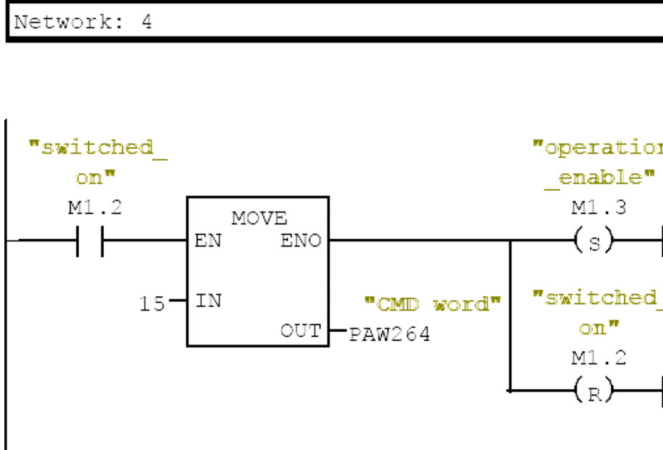 Network: 4
"switched_
on"
M1.2
"operation
_enable"
M1.3
MOVE
EN ENO
S
15 IN
"CMD word"
OUT PAW264
"switched_
on"
M1.2
R